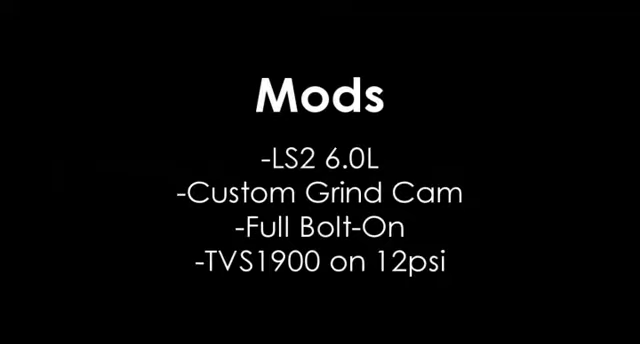 Mods
-LS2 6.0L
-Custom Grind Cam
-Full Bolt-On
-TVS1900 on 12psi